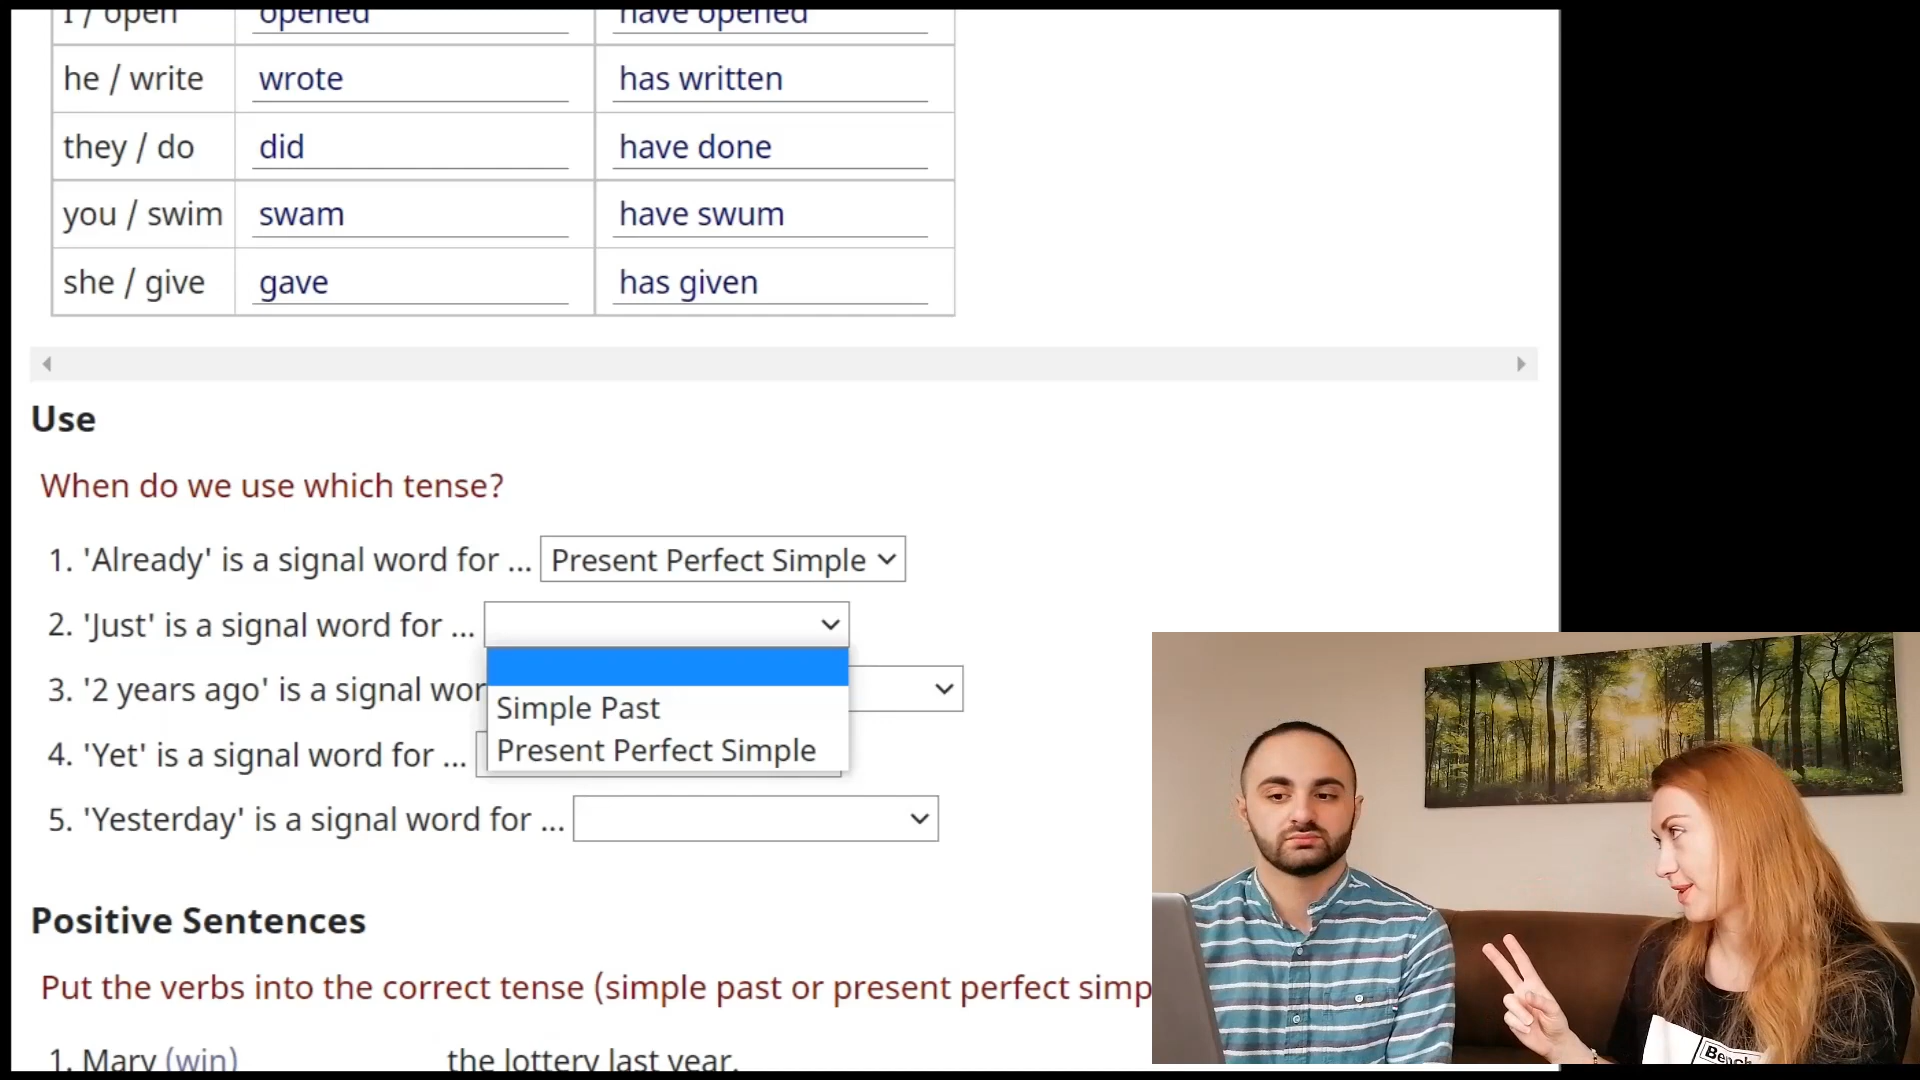 I / open opened have opened
he / write wrote has written
they / do did have done
you / swim swam have swum
she / give gave has given
Use
When do we use which tense?
1. 'Already' is a signal word for ... Present Perfect Simple
2. 'Just' is a signal word for ...
Simple Past
Present Perfect Simple
3. '2 years ago' is a signal
4. 'Yet' is a signal word for ...
5. 'Yesterday' is a signal word for ...
Positive Sentences
Put the verbs into the correct tense (simple past or present perfect
1. Mary (win) the lottery last year.